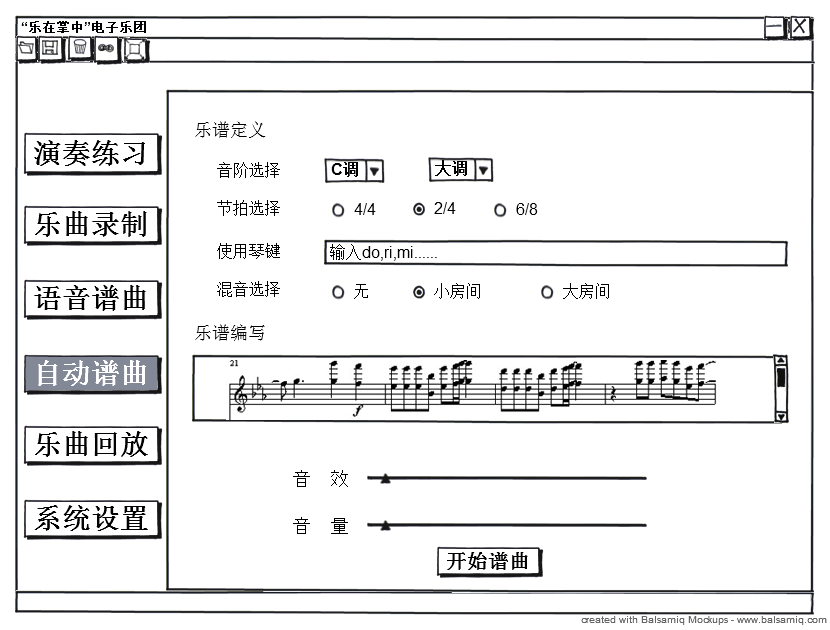 “乐在掌中”电子乐团
演奏练习
乐曲录制
语音谱曲
自动谱曲
乐曲回放
系统设置
乐谱定义
音阶选择 C调 大调
节拍选择 4/4 2/4 6/8
使用琴键 输入do,ri,mi......
混音选择 无 小房间 大房间
乐谱编写
21
f
音 效
音 量
开始谱曲
created with Balsamiq Mockups - www.balsamiq.com